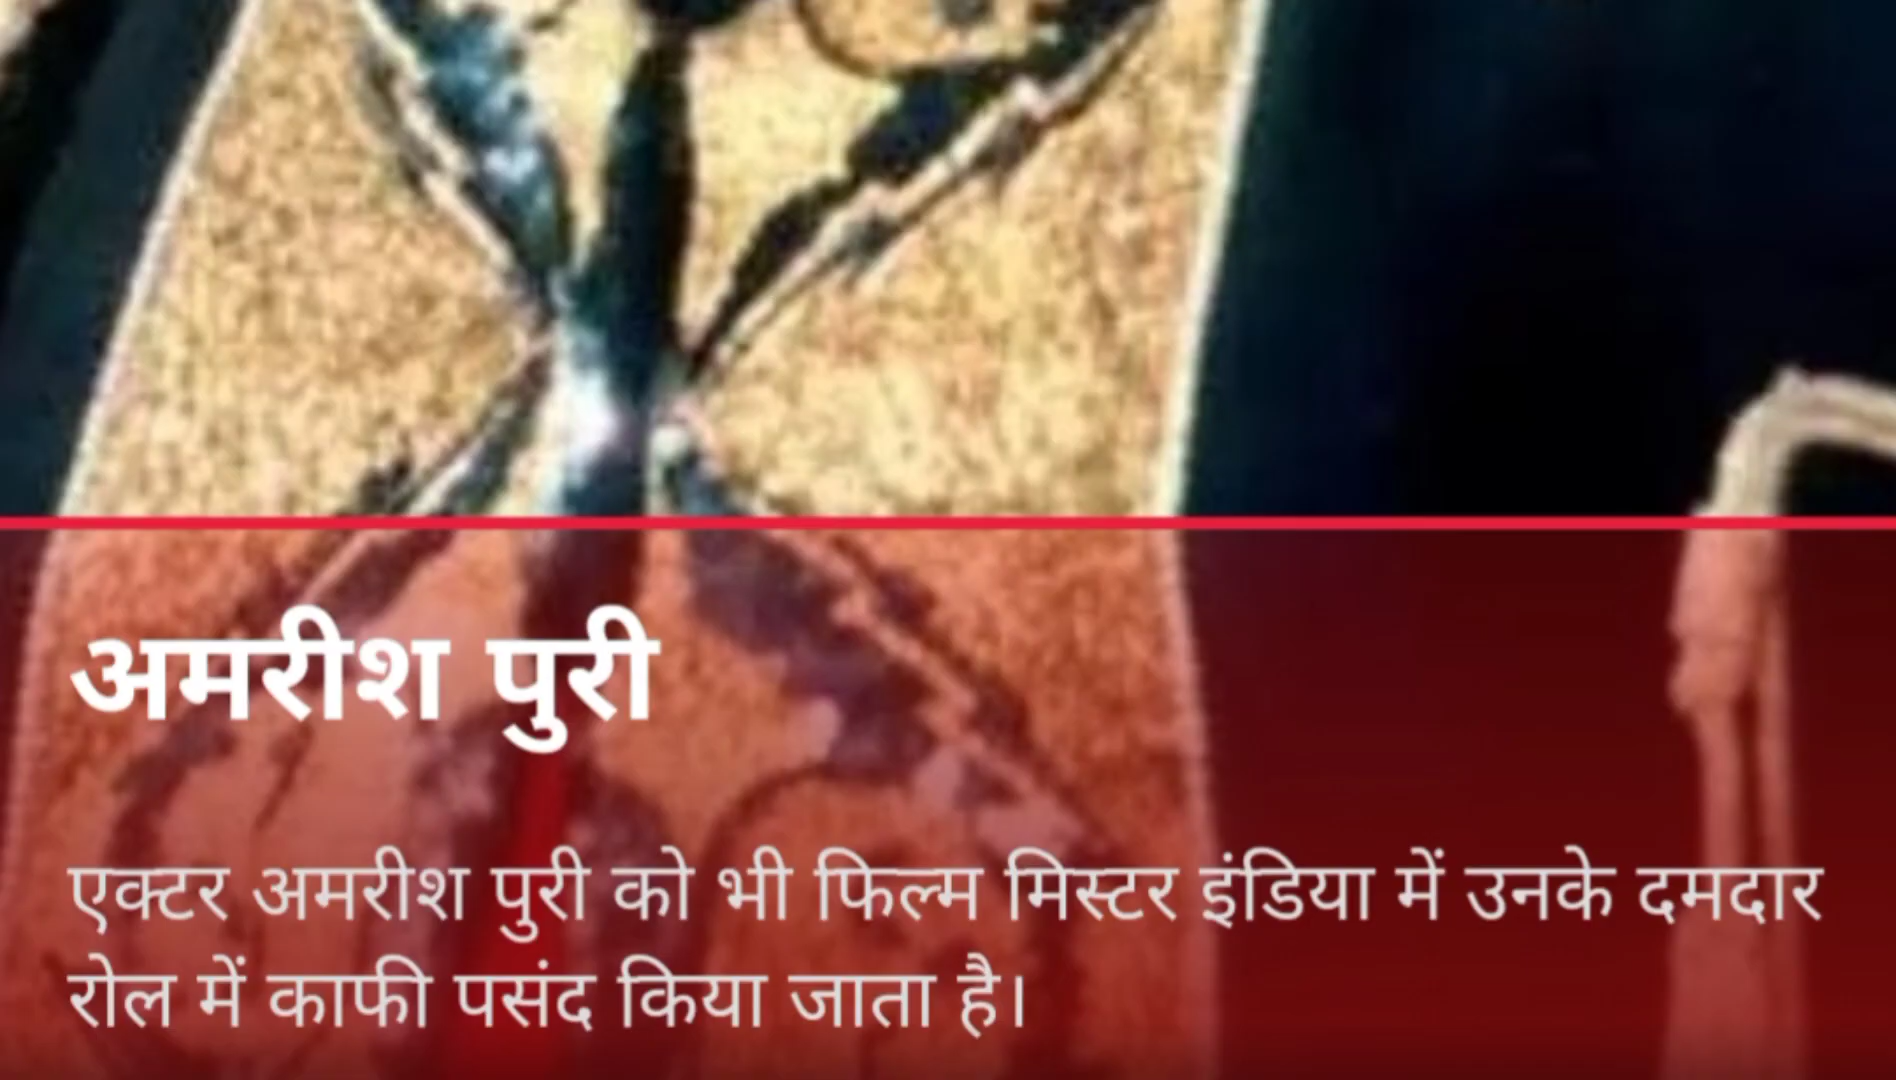 अमरीश पुरी
एक्टर अमरीश पुरी को भी फिल्म मिस्टर इंडिया में उनके दमदार
रोल में काफी पसंद किया जाता है।